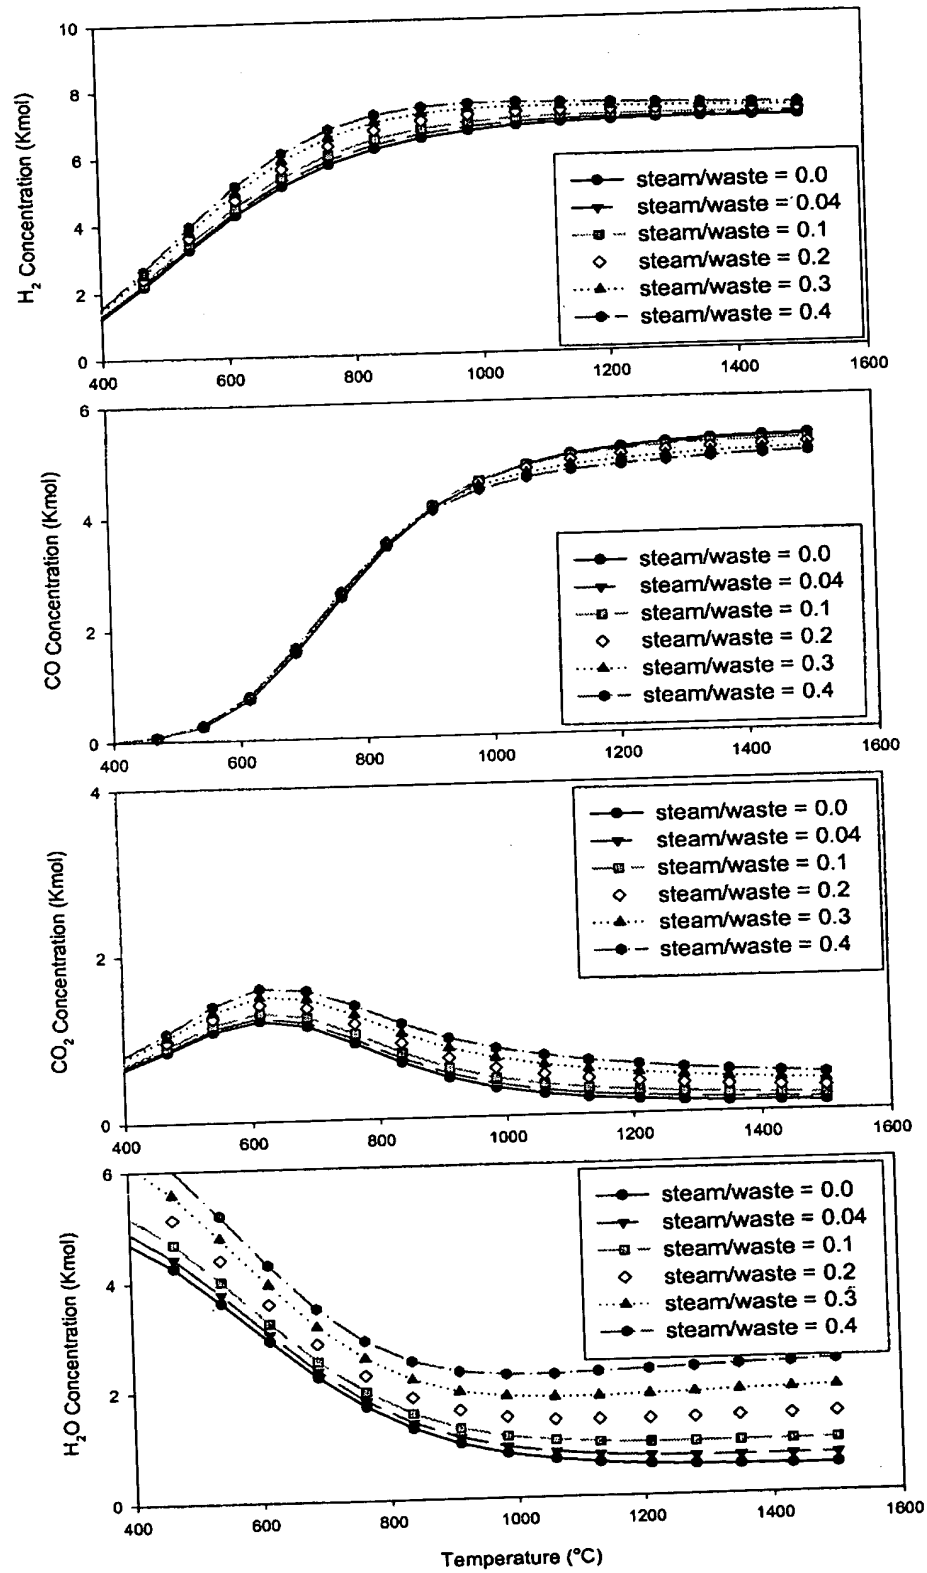 10
8
6
4
2
0
H2 Concentration (Kmol)
steam/waste = 0.0
steam/waste = 0.04
steam/waste = 0.1
steam/waste = 0.2
steam/waste = 0.3
steam/waste = 0.4
400 600 800 1000 1200 1400 1600
6
4
2
0
CO Concentration (Kmol)
steam/waste = 0.0
steam/waste = 0.04
steam/waste = 0.1
steam/waste = 0.2
steam/waste = 0.3
steam/waste = 0.4
400 600 800 1000 1200 1400 1600
4
2
0
CO2 Concentration (Kmol)
steam/waste = 0.0
steam/waste = 0.04
steam/waste = 0.1
steam/waste = 0.2
steam/waste = 0.3
steam/waste = 0.4
400 600 800 1000 1200 1400 1600
6
4
2
0
H2O Concentration (Kmol)
steam/waste = 0.0
steam/waste = 0.04
steam/waste = 0.1
steam/waste = 0.2
steam/waste = 0.3
steam/waste = 0.4
400 600 800 1000 1200 1400 1600
Temperature (°C)